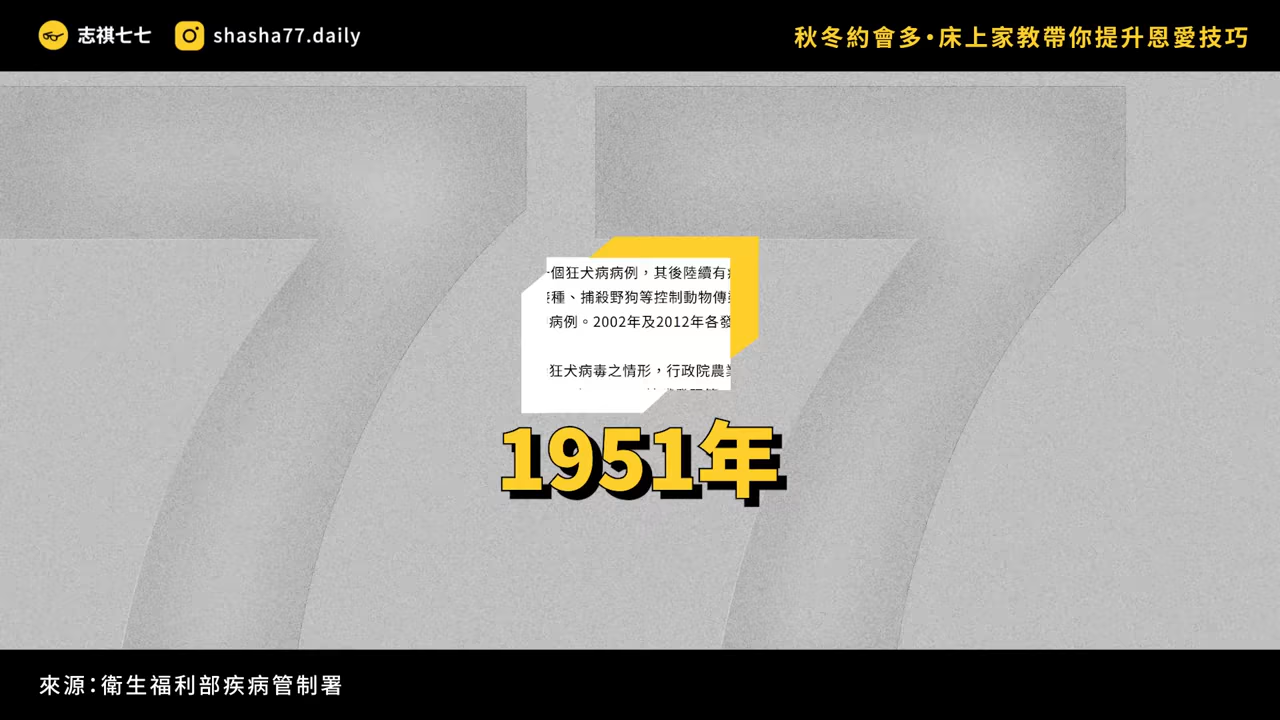 志祺七七
shasha77.daily
秋冬約會多•床上家教帶你提升恩愛技巧
個狂犬病病例，其後陸續有
種、捕殺野狗等控制動物傳
病例。2002年及2012年各發
狂犬病毒之情形，行政院農
1951年
來源：衛生福利部疾病管制署